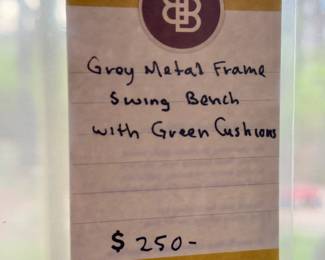 Grey Metal Frame
Swing Bench
with Green Cushions
$ 250-